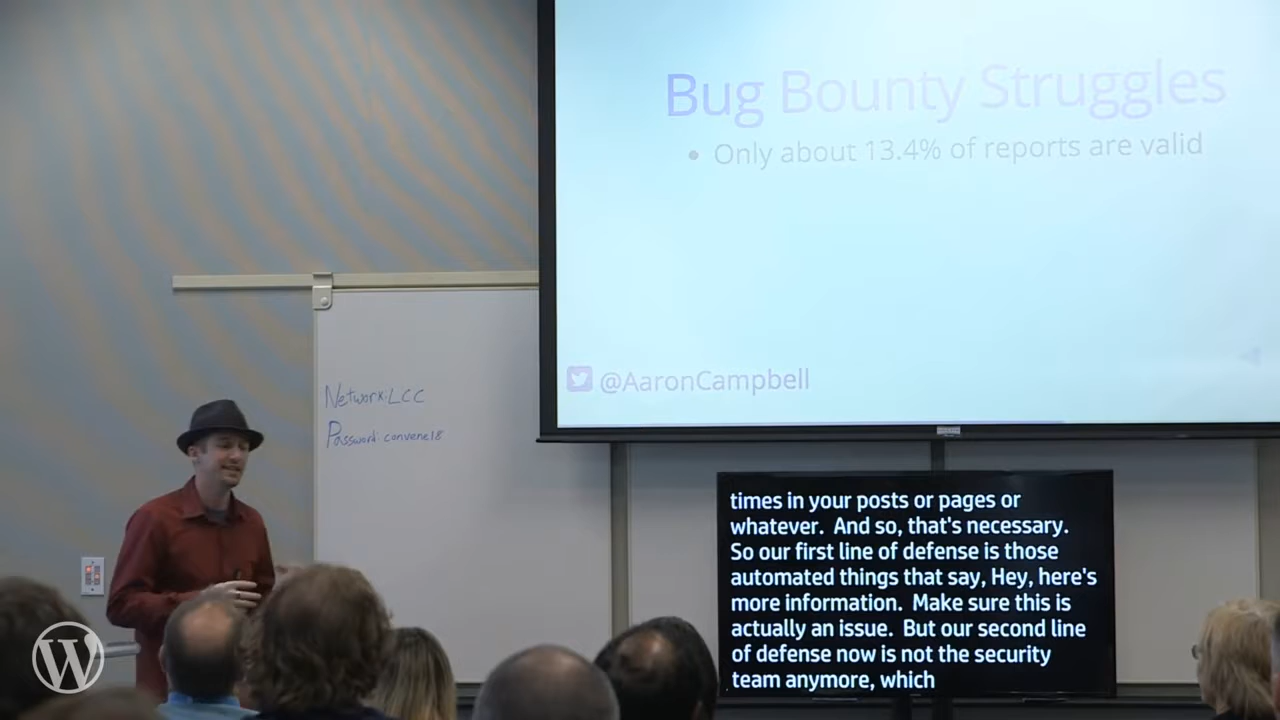 Bug Bounty Struggles
• Only about 13.4% of reports are valid
@AaronCampbell
Network: LCC
Password: convene18
times in your posts or pages or
whatever. And so, that's necessary.
So our first line of defense is those
automated things that say, Hey, here's
more information. Make sure this is
actually an issue. But our second line
of defense now is not the security
team anymore, which